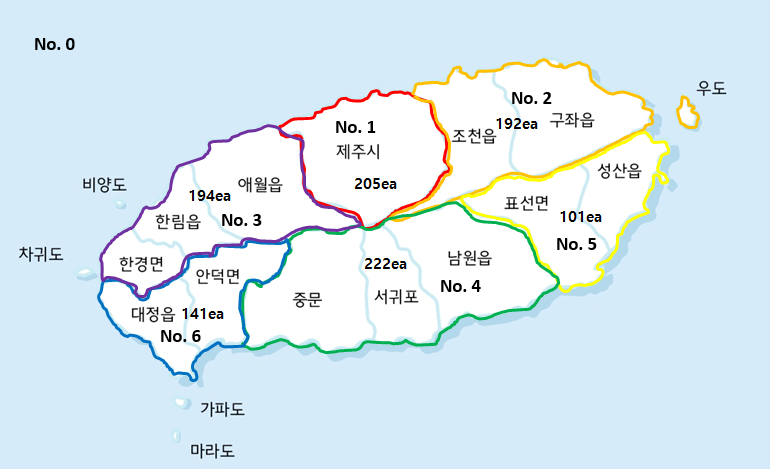 No. 0
우도
No. 2
192ea
구좌읍
조천읍
No. 1
제주시
205ea
성산읍
표선면
101ea
No. 5
비양도
애월읍
194ea
한림읍
No. 3
차귀도
한경면
안덕면
222ea
남원읍
No. 4
중문
서귀포
대정읍
141ea
No. 6
가파도
마라도